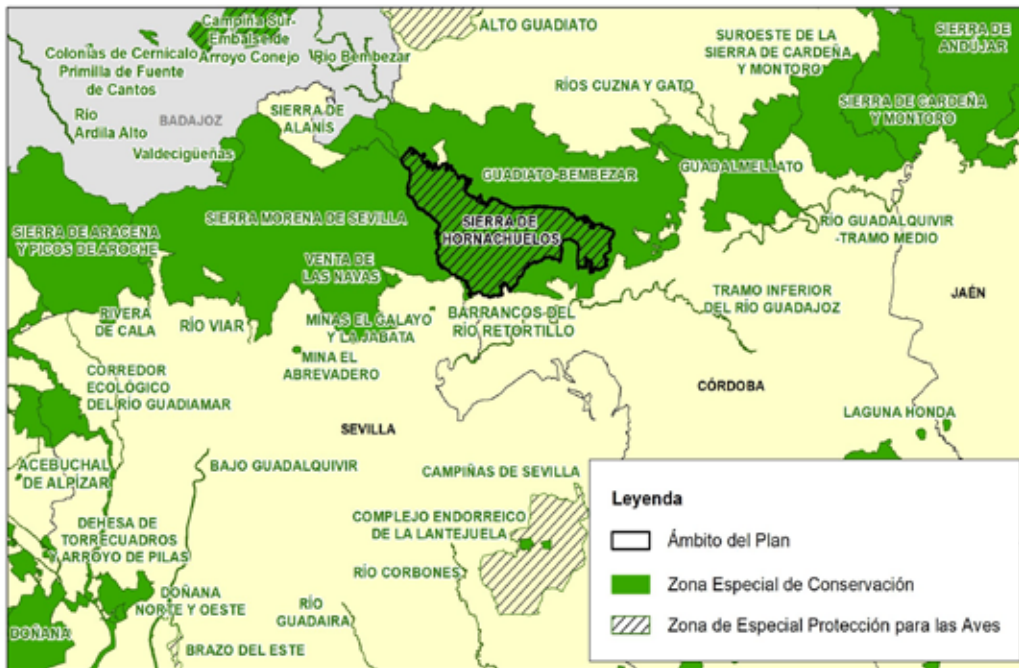 ALTO GUADIATO
Campiña Sur-
Embalse de
Arroyo Conejo
Colonias de Cernícalo
Primilla de Fuente
de Cantos
Río Bembezar
SUROESTE DE LA
SIERRA DE CARDEÑA
Y MONTORO
SIERRA DE
ANDÚJAR
RÍOS CUZNA Y GATO
SIERRA DE
ALANÍS
Río
Ardila Alto
BADAJOZ
Valdecigüeñas
SIERRA DE CARDEÑA
Y MONTORO
GUADIATO-BEMBEZAR
GUADALMELLATO
SIERRA MORENA DE SEVILLA
SIERRA DE
HORNACHUELOS
SIERRA DE ARACENA
Y PICOS DE AROCHE
RÍO GUADALQUIVIR
-TRAMO MEDIO
VENTA DE
LAS NAVAS
TRAMO INFERIOR
DEL RÍO GUADAJOZ
JAÉN
RIVERA
DE CALA
RÍO VIAR
MINAS EL GALAYO
Y LA JABATA
BARRANCOS DEL
RÍO RETORTILLO
MINA EL
ABREVADERO
CORREDOR
ECOLÓGICO
DEL RÍO GUADIAMAR
CÓRDOBA
SEVILLA
LAGUNA HONDA
ACEBUCHAL
DE ALPÍZAR
BAJO GUADALQUIVIR
CAMPIÑAS DE SEVILLA
DEHESA DE
TORRECUADROS
Y ARROYO DE PILAS
COMPLEJO ENDORREICO
DE LA LANTEJUELA
RÍO CORBONES
DOÑANA
NORTE Y OESTE
RÍO
GUADAIRA
DOÑANA
BRAZO DEL ESTE
Leyenda
Ámbito del Plan
Zona Especial de Conservación
Zona de Especial Protección para las Aves